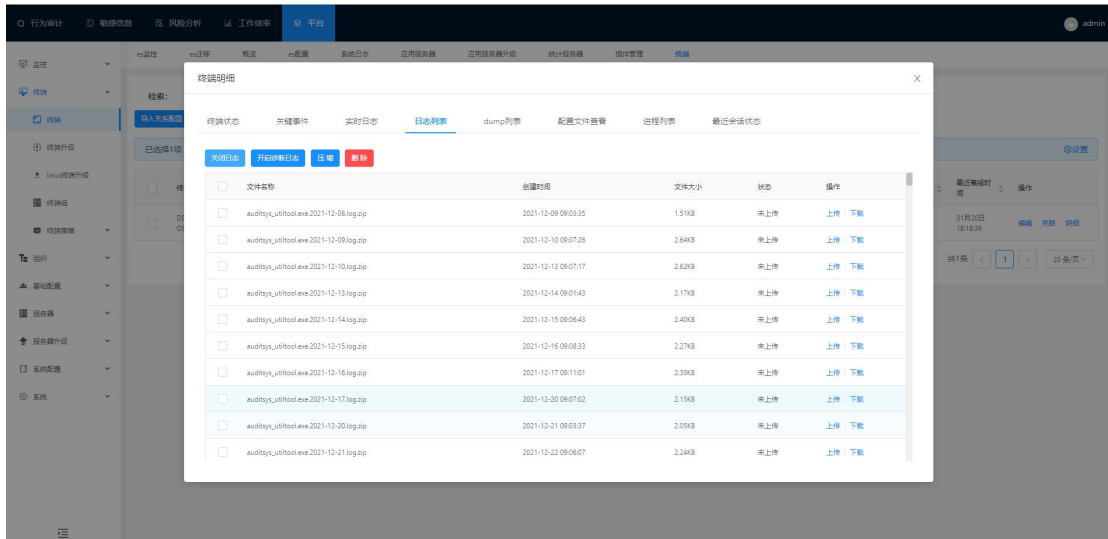 行为审计 敏感信息 风险分析 工作效率 平台 admin
监控 es监控 es迁移 概览 es配置 系统日志 应用服务器 应用服务器升级 统计服务器 插件管理 终端
终端
终端
终端升级
linux终端升级
终端组
终端策略
组织
基础配置
服务器
服务器升级
系统配置
系统
检索:
导入关系配置
已选择1项 设置
最近离线时间 操作
01月20日 18:18:39 编辑 关联 明细
共1条 < 1 > 20 条/页
终端明细
终端状态 关键事件 实时日志 日志列表 dump列表 配置文件查看 进程列表 最近会话状态
关闭日志 开启诊断日志 压缩 删除
文件名称 创建时间 文件大小 状态 操作
auditsys_utiltool.exe.2021-12-08.log.zip 2021-12-09 09:03:35 1.51KB 未上传 上传 下载
auditsys_utiltool.exe.2021-12-09.log.zip 2021-12-10 09:07:26 2.64KB 未上传 上传 下载
auditsys_utiltool.exe.2021-12-10.log.zip 2021-12-13 09:07:17 2.62KB 未上传 上传 下载
auditsys_utiltool.exe.2021-12-13.log.zip 2021-12-14 09:01:43 2.17KB 未上传 上传 下载
auditsys_utiltool.exe.2021-12-14.log.zip 2021-12-15 09:06:43 2.40KB 未上传 上传 下载
auditsys_utiltool.exe.2021-12-15.log.zip 2021-12-16 09:08:33 2.27KB 未上传 上传 下载
auditsys_utiltool.exe.2021-12-16.log.zip 2021-12-17 09:11:01 2.39KB 未上传 上传 下载
auditsys_utiltool.exe.2021-12-17.log.zip 2021-12-20 09:07:02 2.15KB 未上传 上传 下载
auditsys_utiltool.exe.2021-12-20.log.zip 2021-12-21 09:03:37 2.05KB 未上传 上传 下载
auditsys_utiltool.exe.2021-12-21.log.zip 2021-12-22 09:06:07 2.24KB 未上传 上传 下载